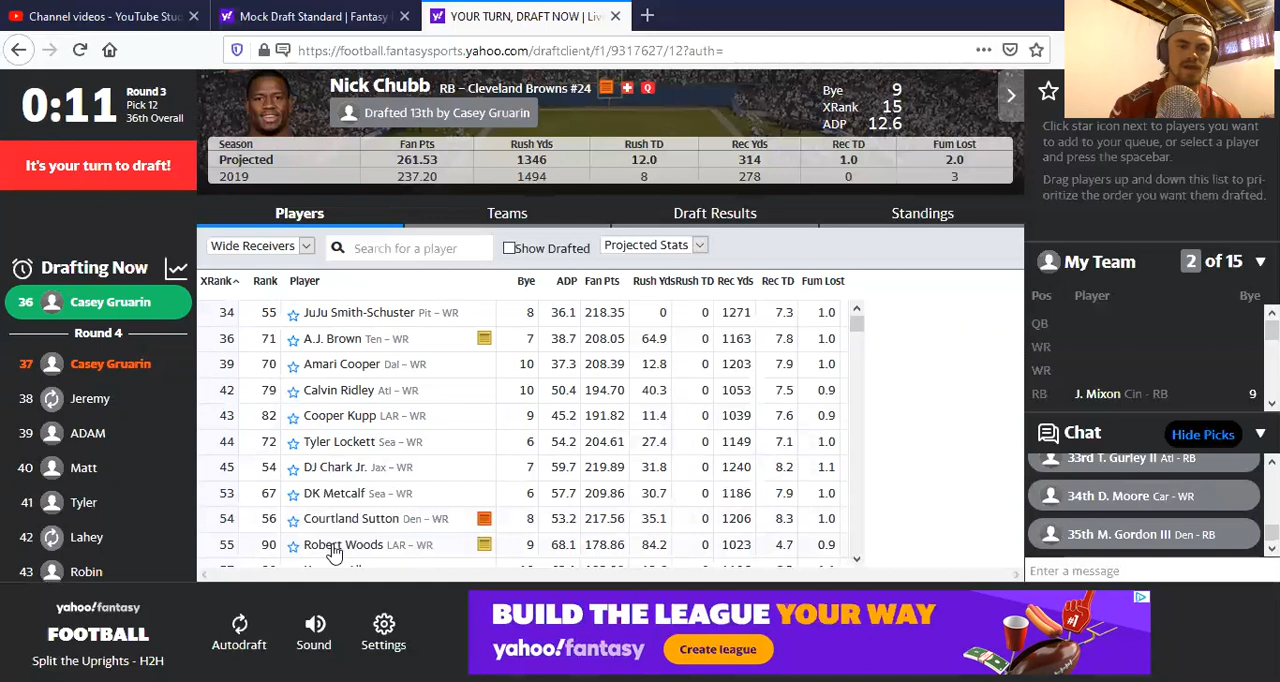 Channel videos - YouTube Stu
Mock Draft Standard | Fantasy
YOUR TURN, DRAFT NOW | Liv
https://football.fantasysports.yahoo.com/draftclient/f1/9317627/12?auth=
0:11
Round 3
Pick 12
36th Overall
It's your turn to draft!
Drafting Now
36 Casey Gruarin
Round 4
37 Casey Gruarin
38 Jeremy
39 ADAM
40 Matt
41 Tyler
42 Lahey
43 Robin
Nick Chubb RB – Cleveland Browns #24 Q
Drafted 13th by Casey Gruarin
Bye 9
XRank 15
ADP 12.6
Season Fan Pts Rush Yds Rush TD Rec Yds Rec TD Fum Lost
Projected 261.53 1346 12.0 314 1.0 2.0
2019 237.20 1494 8 278 0 3
Players Teams Draft Results Standings
Wide Receivers Search for a player Show Drafted Projected Stats
XRank Rank Player Bye ADP Fan Pts Rush Yds Rush TD Rec Yds Rec TD Fum Lost
34 55 JuJu Smith-Schuster Pit – WR 8 36.1 218.35 0 0 1271 7.3 1.0
36 71 A.J. Brown Ten – WR 7 38.7 208.05 64.9 0 1163 7.8 1.0
39 70 Amari Cooper Dal – WR 10 37.3 208.39 12.8 0 1203 7.9 1.0
42 79 Calvin Ridley Atl – WR 10 50.4 194.70 40.3 0 1053 7.5 0.9
43 82 Cooper Kupp LAR – WR 9 45.2 191.82 11.4 0 1039 7.6 0.9
44 72 Tyler Lockett Sea – WR 6 54.2 204.61 27.4 0 1149 7.1 1.0
45 54 DJ Chark Jr. Jax – WR 7 59.7 219.89 31.8 0 1240 8.2 1.1
53 67 DK Metcalf Sea – WR 6 57.7 209.86 30.7 0 1186 7.9 1.0
54 56 Courtland Sutton Den – WR 8 53.2 217.56 35.1 0 1206 8.3 1.0
55 90 Robert Woods LAR – WR 9 68.1 178.86 84.2 0 1023 4.7 0.9
Click star icon next to players you want
to add to your queue, or select a player
and press the spacebar.
Drag players up and down this list to pri-
oritize the order you want them drafted.
My Team 2 of 15
Pos Player Bye
QB
WR
WR
RB J. Mixon Cin - RB 9
Chat Hide Picks
33rd T. Gurley II Atl - RB
34th D. Moore Car - WR
35th M. Gordon III Den - RB
Enter a message
yahoo!fantasy
FOOTBALL
Split the Uprights - H2H
Autodraft
Sound
Settings
BUILD THE LEAGUE YOUR WAY
yahoo!fantasy
Create league
#1